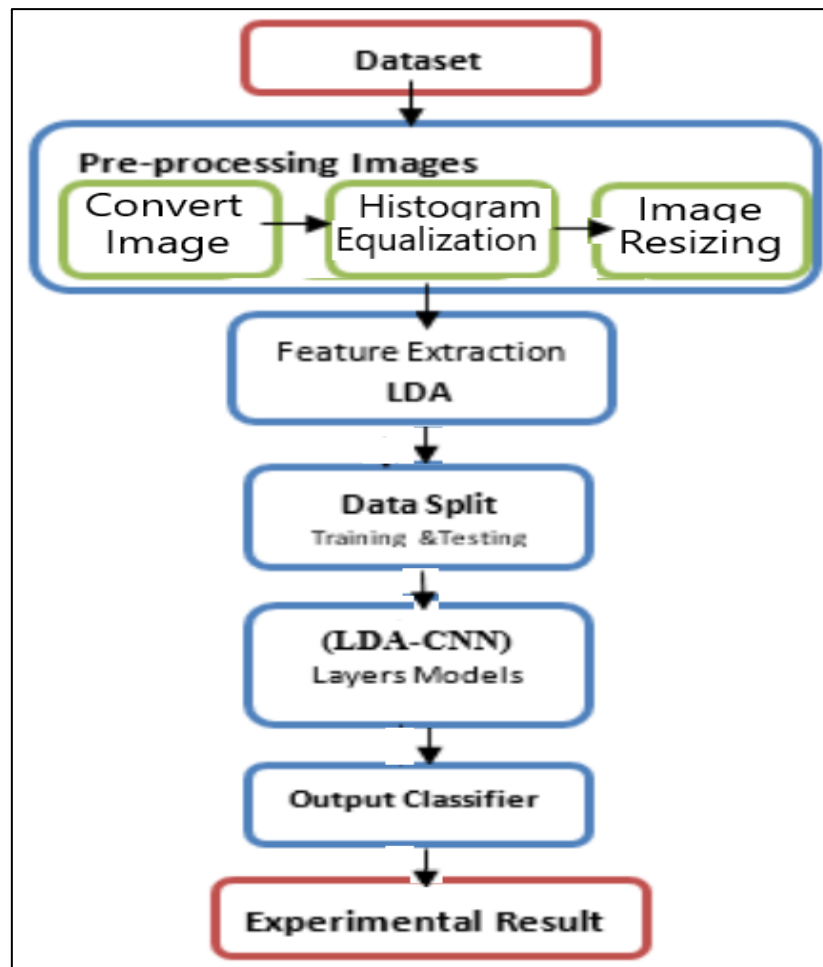 Dataset
Pre-processing Images
Convert
Image
Histogram
Equalization
Image
Resizing
Feature Extraction
LDA
Data Split
Training &Testing
(LDA-CNN)
Layers Models
Output Classifier
Experimental Result